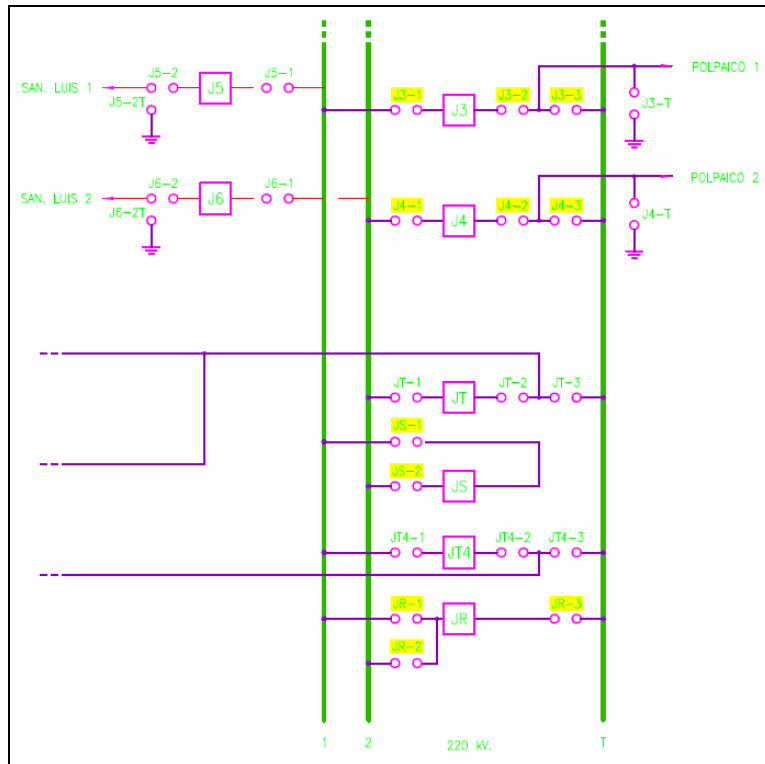 POLPAICO 1
J5-2 J5-1
SAN. LUIS 1 J5 J3-1 J3-2 J3-3
J5-2T J3 J3-T
POLPAICO 2
J6-2 J6-1
SAN. LUIS 2 J6 J4-1 J4-2 J4-3
J6-2T J4 J4-T
JT-1 JT-2 JT-3
JT
JS-1
JS-2 JS
JT4-1 JT4-2 JT4-3
JT4
JR-1 JR-3
JR
JR-2
1 2 220 kV. T